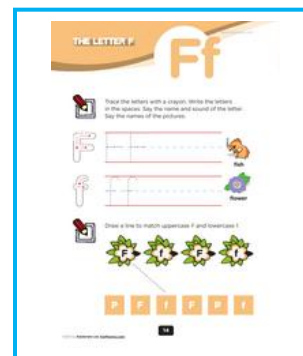 THE LETTER F
Ff
Trace the letters with a crayon. Write the letters
in the spaces. Say the name and sound of the letter.
Say the names of the pictures.
F F
fish
f f
flower
Draw a line to match uppercase F and lowercase f.
F f F f
P F f F P f
14